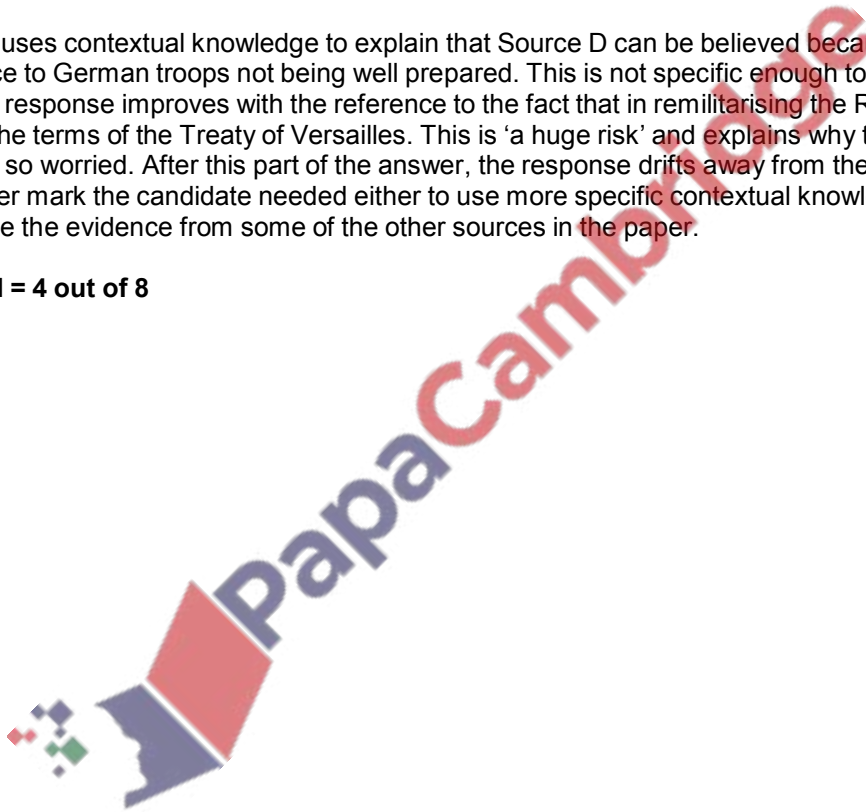 uses contextual knowledge to explain that Source D can be believed beca
ce to German troops not being well prepared. This is not specific enough to
response improves with the reference to the fact that in remilitarising the R
he terms of the Treaty of Versailles. This is ‘a huge risk’ and explains why t
so worried. After this part of the answer, the response drifts away from the
er mark the candidate needed either to use more specific contextual knowl
e the evidence from some of the other sources in the paper.
= 4 out of 8
PapaCambridge